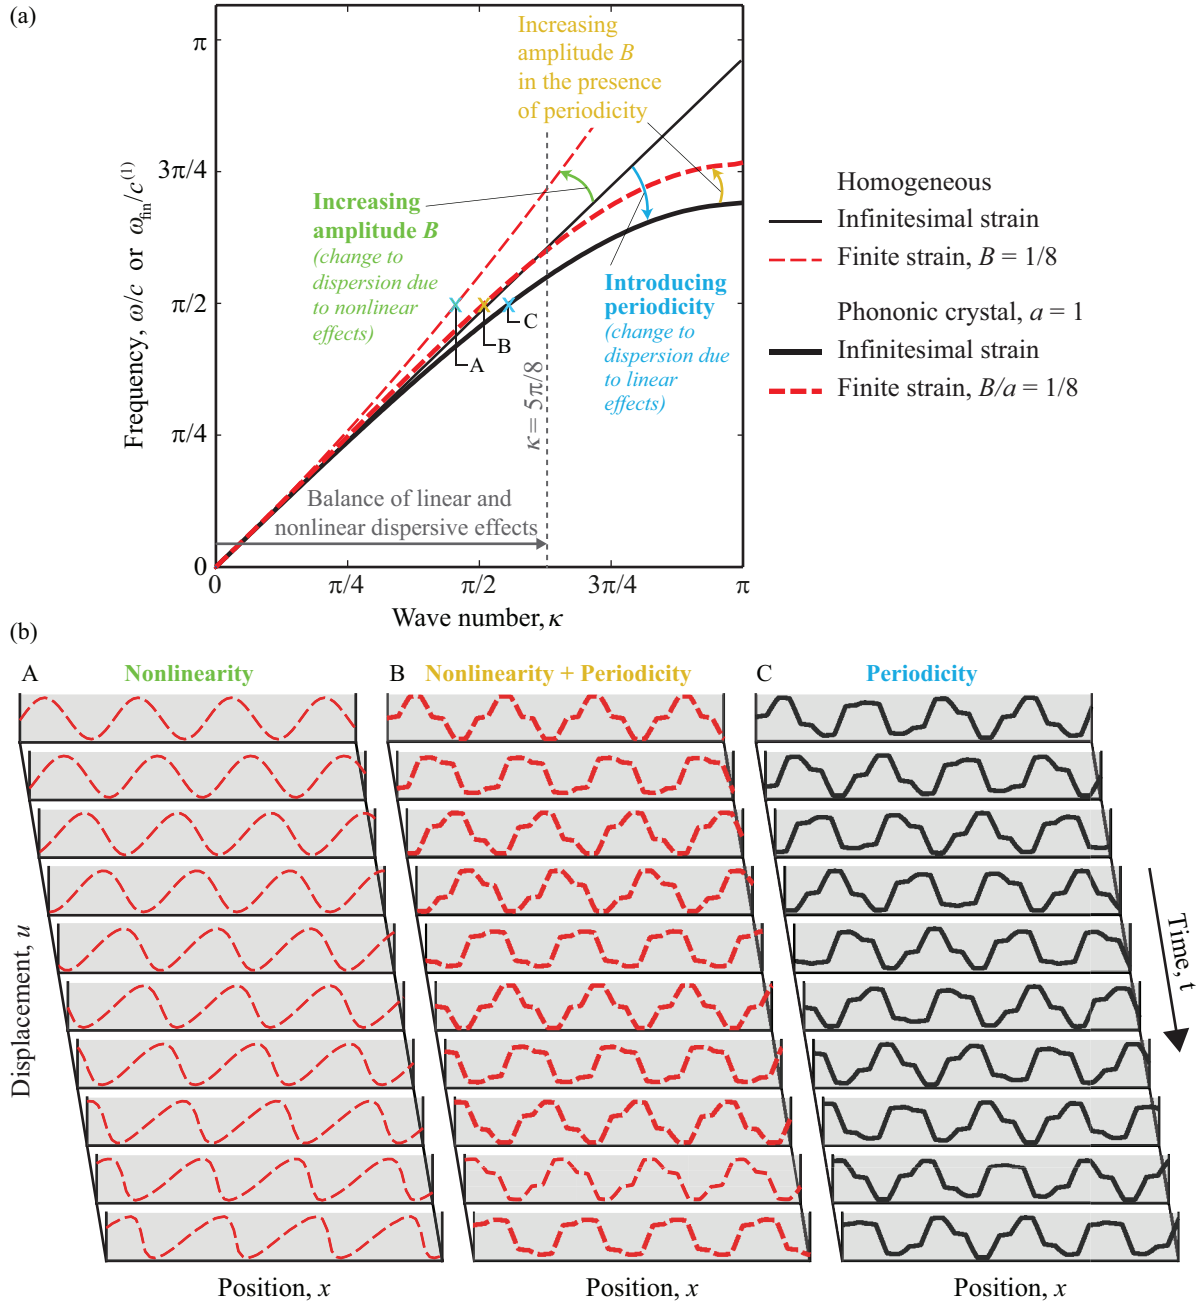 (a)
Frequency, ω/c or ω_fin/c^(1)
π
3π/4
π/2
π/4
0
0
π/4
π/2
3π/4
π
Wave number, κ
Increasing
amplitude B
in the presence
of periodicity
Increasing
amplitude B
(change to
dispersion due
to nonlinear
effects)
Introducing
periodicity
(change to
dispersion due
to linear
effects)
A
B
C
κ = 5π/8
Balance of linear and
nonlinear dispersive effects
Homogeneous
Infinitesimal strain
Finite strain, B = 1/8
Phononic crystal, a = 1
Infinitesimal strain
Finite strain, B/a = 1/8
(b)
A Nonlinearity
B Nonlinearity + Periodicity
C Periodicity
Displacement, u
Time, t
Position, x
Position, x
Position, x